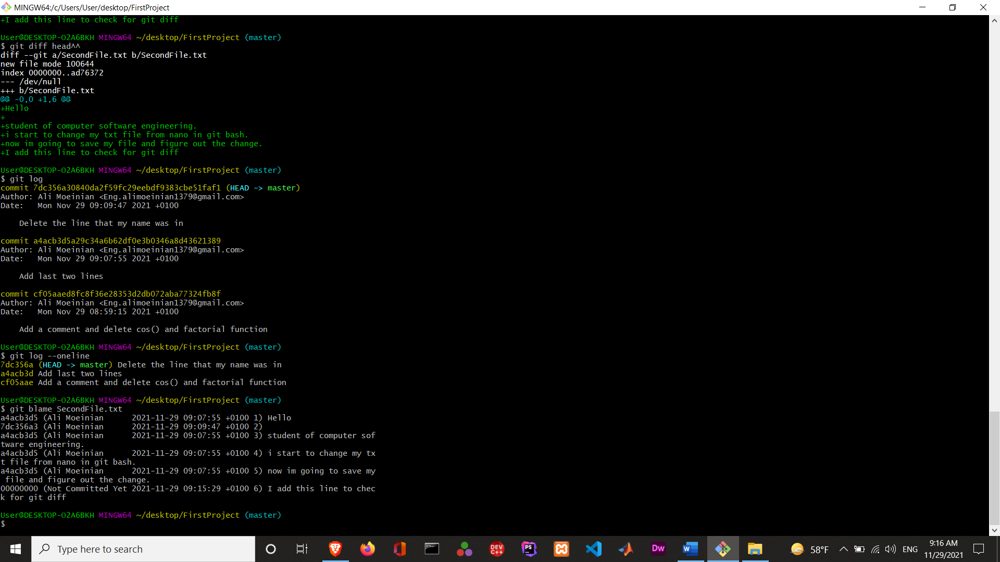 MINGW64:/c/Users/User/desktop/FirstProject
+I add this line to check for git diff
User@DESKTOP-O2A6BKH MINGW64 ~/desktop/FirstProject (master)
$ git diff head^^
diff --git a/SecondFile.txt b/SecondFile.txt
new file mode 100644
index 0000000..ad76372
--- /dev/null
+++ b/SecondFile.txt
@@ -0,0 +1,6 @@
+Hello
+
+student of computer software engineering.
+i start to change my txt file from nano in git bash.
+now im going to save my file and figure out the change.
+I add this line to check for git diff
User@DESKTOP-O2A6BKH MINGW64 ~/desktop/FirstProject (master)
$ git log
commit 7dc356a30840da2f59fc29eebdf9383cbe51faf1 (HEAD -> master)
Author: Ali Moeinian <Eng.alimoeinian1379@gmail.com>
Date:   Mon Nov 29 09:09:47 2021 +0100
    Delete the line that my name was in
commit a4acb3d5a29c34a6b62df0e3b0346a8d43621389
Author: Ali Moeinian <Eng.alimoeinian1379@gmail.com>
Date:   Mon Nov 29 09:07:55 2021 +0100
    Add last two lines
commit cf05aaed8fc8f36e28353d2db072aba77324fb8f
Author: Ali Moeinian <Eng.alimoeinian1379@gmail.com>
Date:   Mon Nov 29 08:59:15 2021 +0100
    Add a comment and delete cos() and factorial function
User@DESKTOP-O2A6BKH MINGW64 ~/desktop/FirstProject (master)
$ git log --oneline
7dc356a (HEAD -> master) Delete the line that my name was in
a4acb3d Add last two lines
cf05aae Add a comment and delete cos() and factorial function
User@DESKTOP-O2A6BKH MINGW64 ~/desktop/FirstProject (master)
$ git blame SecondFile.txt
a4acb3d5 (Ali Moeinian      2021-11-29 09:07:55 +0100 1) Hello
7dc356a3 (Ali Moeinian      2021-11-29 09:09:47 +0100 2)
a4acb3d5 (Ali Moeinian      2021-11-29 09:07:55 +0100 3) student of computer sof
tware engineering.
a4acb3d5 (Ali Moeinian      2021-11-29 09:07:55 +0100 4) i start to change my tx
t file from nano in git bash.
a4acb3d5 (Ali Moeinian      2021-11-29 09:07:55 +0100 5) now im going to save my
 file and figure out the change.
00000000 (Not Committed Yet 2021-11-29 09:15:29 +0100 6) I add this line to chec
k for git diff
User@DESKTOP-O2A6BKH MINGW64 ~/desktop/FirstProject (master)
$
Type here to search
DEV C++
PS
Dw
W
58°F
ENG
9:16 AM
11/29/2021